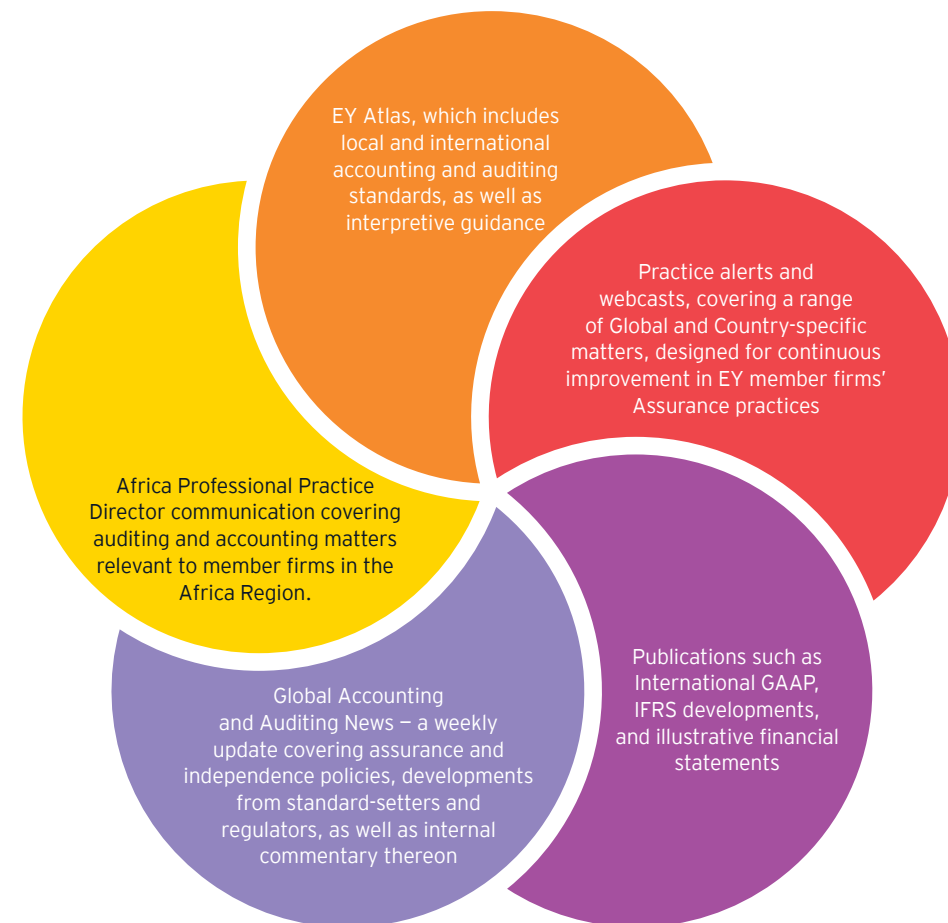 EY Atlas, which includes
local and international
accounting and auditing
standards, as well as
interpretive guidance
Practice alerts and
webcasts, covering a range
of Global and Country-specific
matters, designed for continuous
improvement in EY member firms’
Assurance practices
Publications such as
International GAAP,
IFRS developments,
and illustrative financial
statements
Global Accounting
and Auditing News – a weekly
update covering assurance and
independence policies, developments
from standard-setters and
regulators, as well as internal
commentary thereon
Africa Professional Practice
Director communication covering
auditing and accounting matters
relevant to member firms in the
Africa Region.